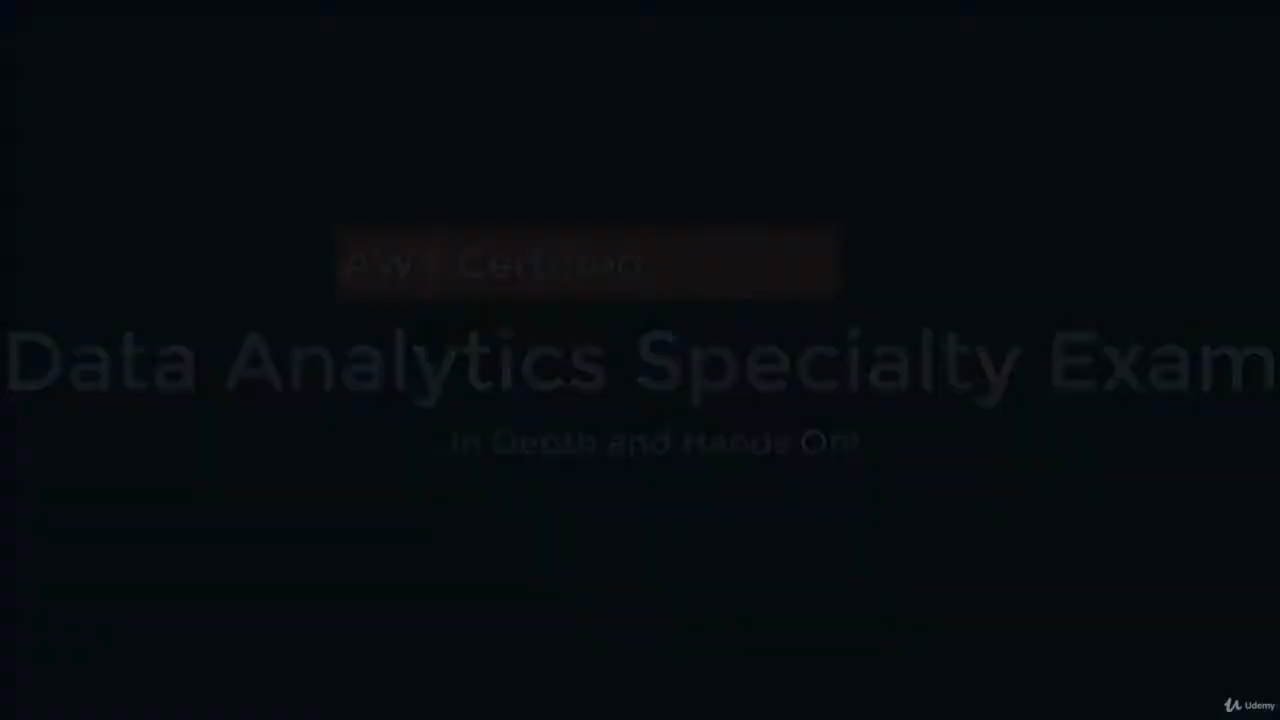 AWS Certified
Data Analytics Specialty Exam
In Depth and Hands On!
Udemy